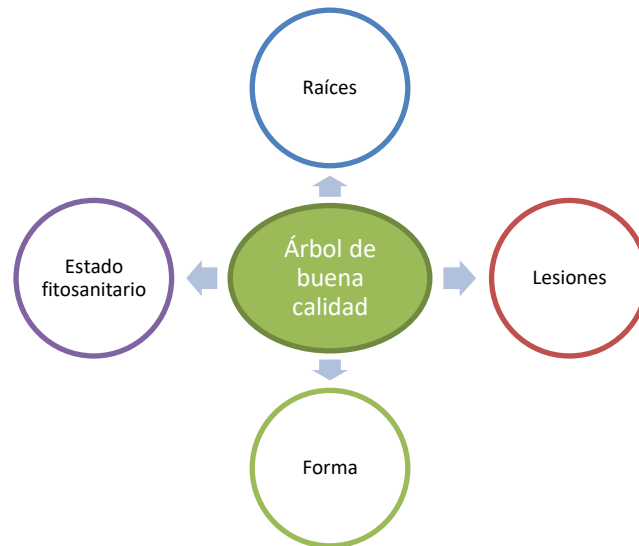 Raíces
Estado
fitosanitario
Árbol de
buena
calidad
Lesiones
Forma